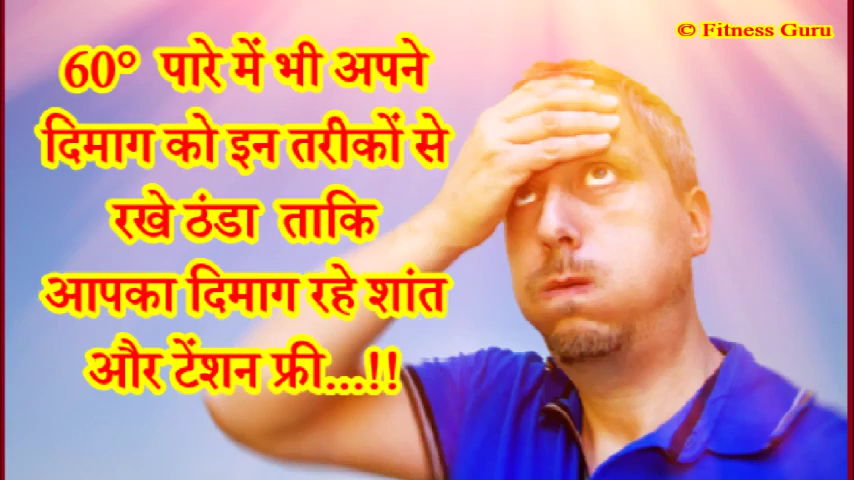 © Fitness Guru
60° पारे में भी अपने
दिमाग को इन तरीकों से
रखे ठंडा ताकि
आपका दिमाग रहे शांत
और टेंशन फ्री...!!